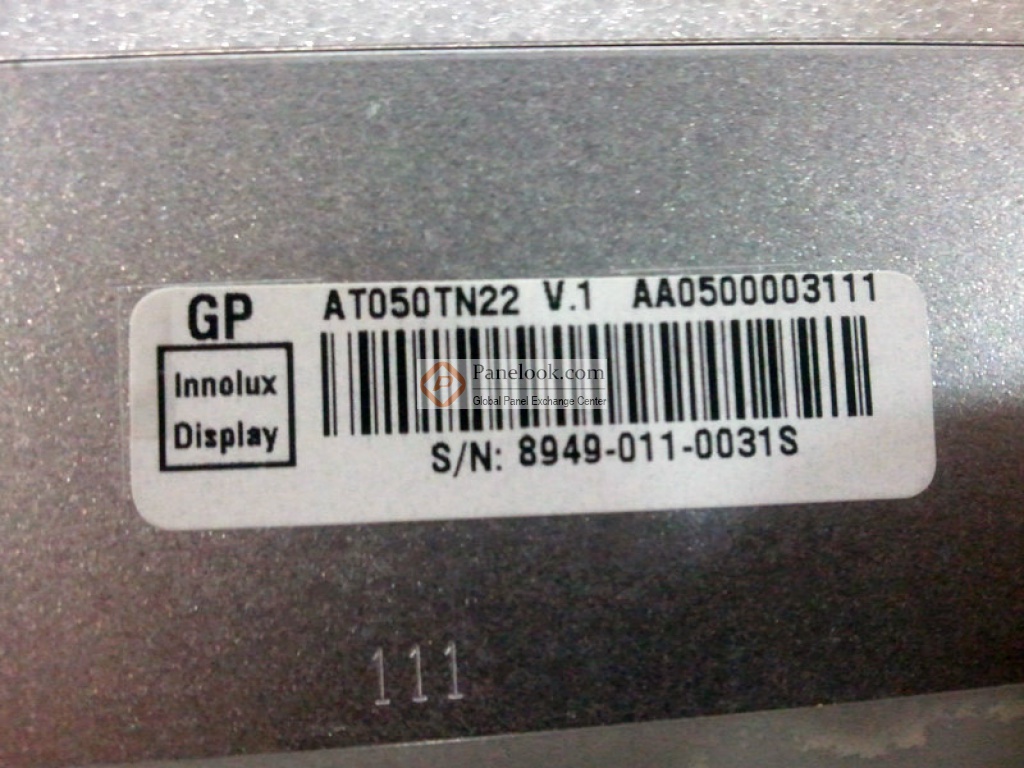 GP AT050TN22 V.1 AA0500003111
Innolux
Display
Panelook.com
Global Panel Exchange Center
S/N: 8949-011-0031S
111